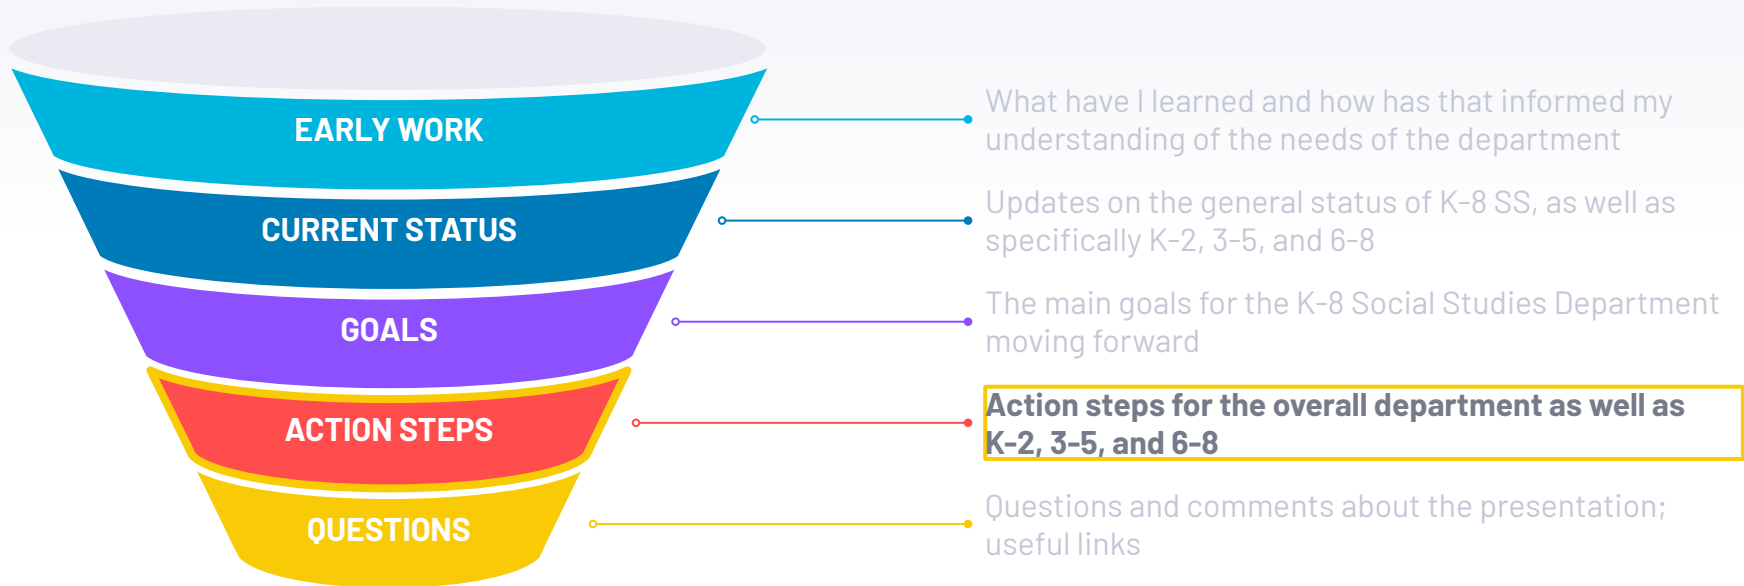 EARLY WORK
What have I learned and how has that informed my
understanding of the needs of the department
CURRENT STATUS
Updates on the general status of K-8 SS, as well as
specifically K-2, 3-5, and 6-8
GOALS
The main goals for the K-8 Social Studies Department
moving forward
ACTION STEPS
Action steps for the overall department as well as
K-2, 3-5, and 6-8
QUESTIONS
Questions and comments about the presentation;
useful links